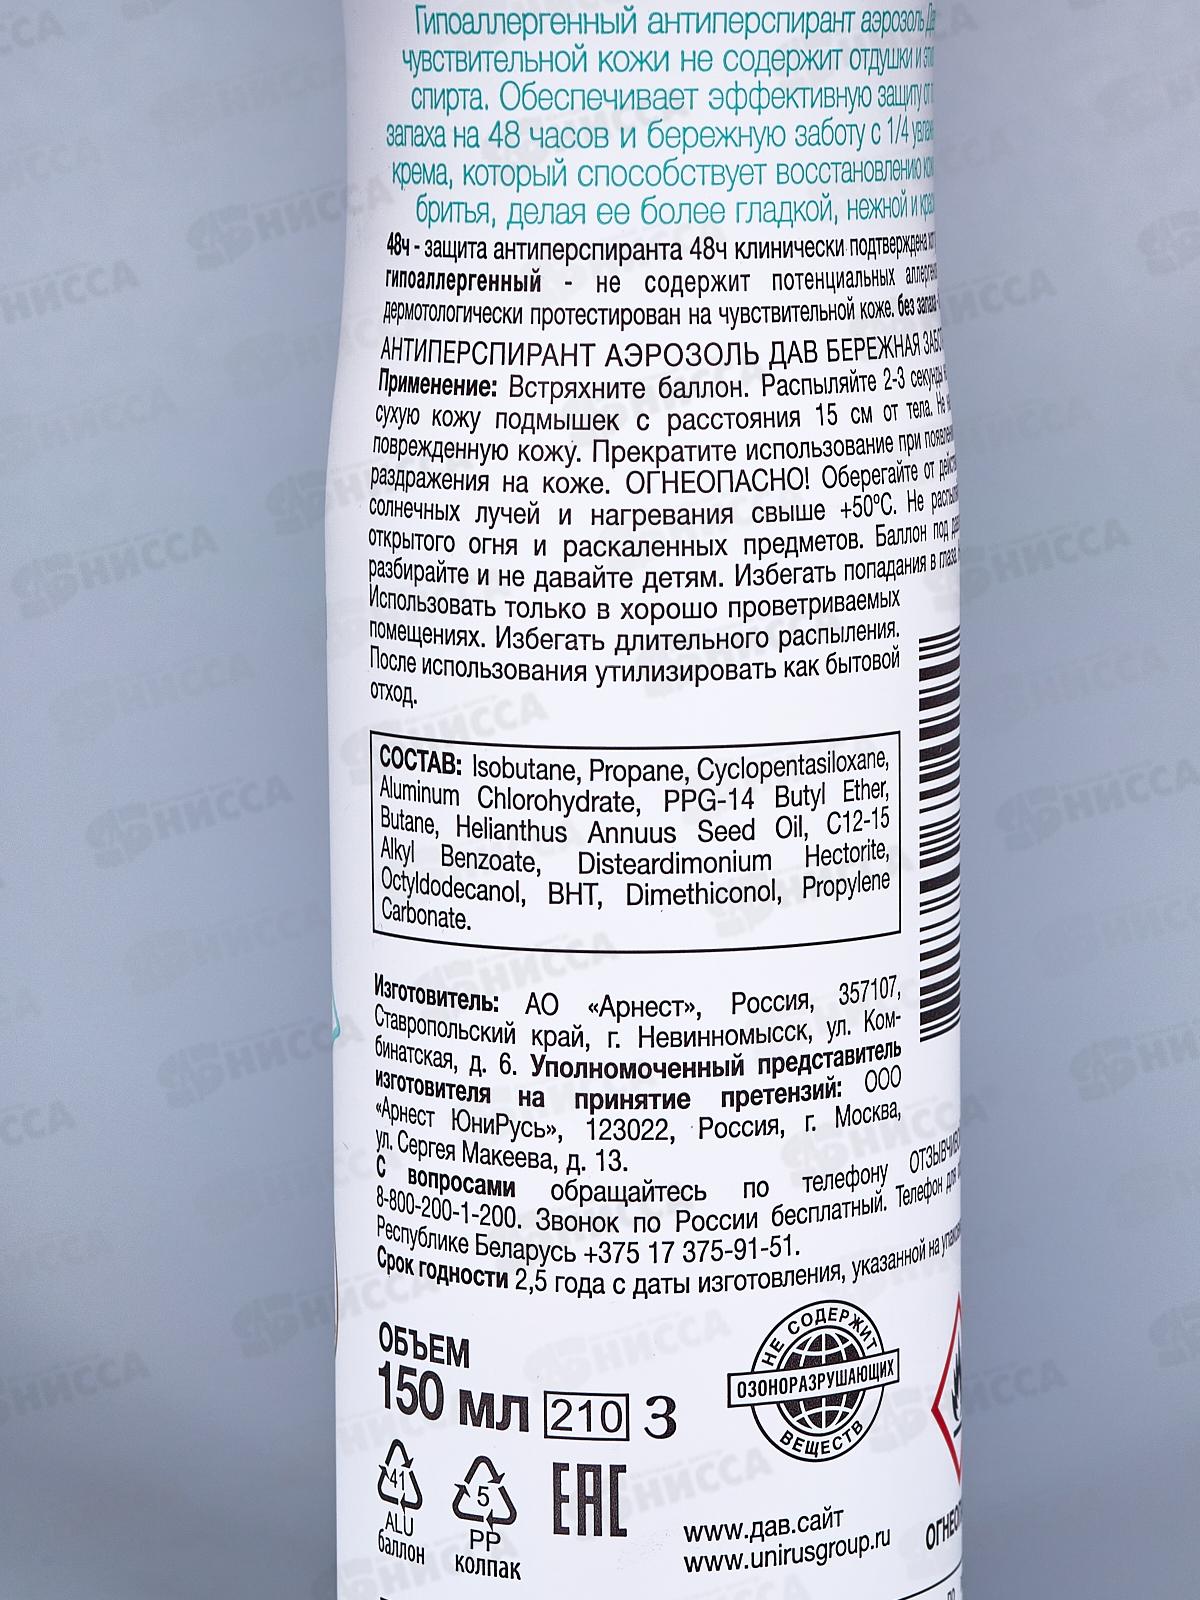 Гипоаллергенный антиперспирант аэрозоль
чувствительной кожи не содержит отдушки и
спирта. Обеспечивает эффективную защиту от
запаха на 48 часов и бережную заботу с 1/4
крема, который способствует восстановлению
бритья, делая ее более гладкой, нежной и
48ч - защита антиперспиранта 48ч клинически подтверждена
гипоаллергенный - не содержит потенциальных
дермотологически протестирован на чувствительной коже. без запаха
АНТИПЕРСПИРАНТ АЭРОЗОЛЬ ДАВ БЕРЕЖНАЯ
Применение: Встряхните баллон. Распыляйте 2-3 секунды
сухую кожу подмышек с расстояния 15 см от тела. Не
поврежденную кожу. Прекратите использование при
раздражения на коже. ОГНЕОПАСНО! Оберегайте от
солнечных лучей и нагревания свыше +50°C. Не
открытого огня и раскаленных предметов. Баллон под
разбирайте и не давайте детям. Избегать попадания в глаза.
Использовать только в хорошо проветриваемых
помещениях. Избегать длительного распыления.
После использования утилизировать как бытовой
отход.
СОСТАВ: Isobutane, Propane, Cyclopentasiloxane,
Aluminum Chlorohydrate, PPG-14 Butyl Ether,
Butane, Helianthus Annuus Seed Oil, C12-15
Alkyl Benzoate, Disteardimonium Hectorite,
Octyldodecanol, BHT, Dimethiconol, Propylene
Carbonate.
Изготовитель: АО «Арнест», Россия, 357107,
Ставропольский край, г. Невинномысск, ул. Ком-
бинатская, д. 6. Уполномоченный представитель
изготовителя на принятие претензий: ООО
«Арнест ЮниРусь», 123022, Россия, г. Москва,
ул. Сергея Макеева, д. 13.
С вопросами обращайтесь по телефону
8-800-200-1-200. Звонок по России бесплатный. Телефон для
Республике Беларусь +375 17 375-91-51.
Срок годности 2,5 года с даты изготовления, указанной на
ОБЪЕМ
150 мл 210 З
НЕ СОДЕРЖИТ
ОЗОНОРАЗРУШАЮЩИХ
ВЕЩЕСТВ
41
ALU
баллон
5
PP
колпак
EAC
www.дав.сайт
www.unirusgroup.ru
НИССА